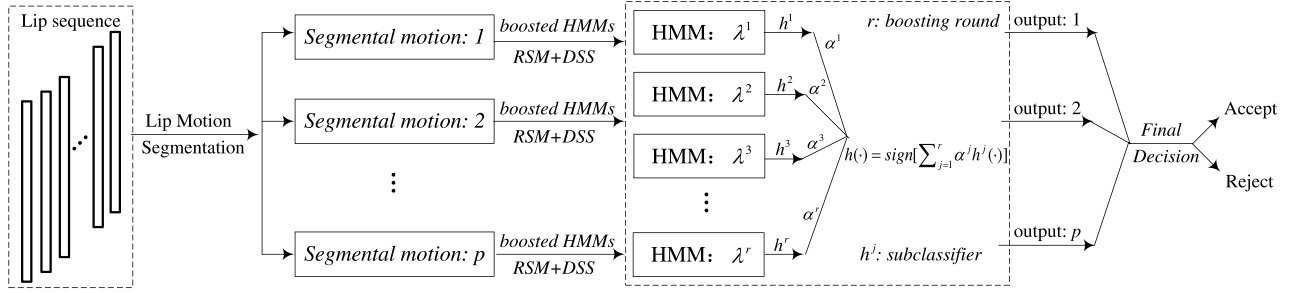 Lip sequence
Lip Motion
Segmentation
Segmental motion: 1
Segmental motion: 2
Segmental motion: p
boosted HMMs
RSM+DSS
boosted HMMs
RSM+DSS
boosted HMMs
RSM+DSS
HMM: λ¹
HMM: λ²
HMM: λ³
HMM: λʳ
h¹
h²
h³
hʳ
α¹
α²
α³
αʳ
r: boosting round
h(·) = sign[∑ʳⱼ₌₁ αʲhʲ(·)]
hʲ: subclassifier
output: 1
output: 2
output: p
Final
Decision
Accept
Reject